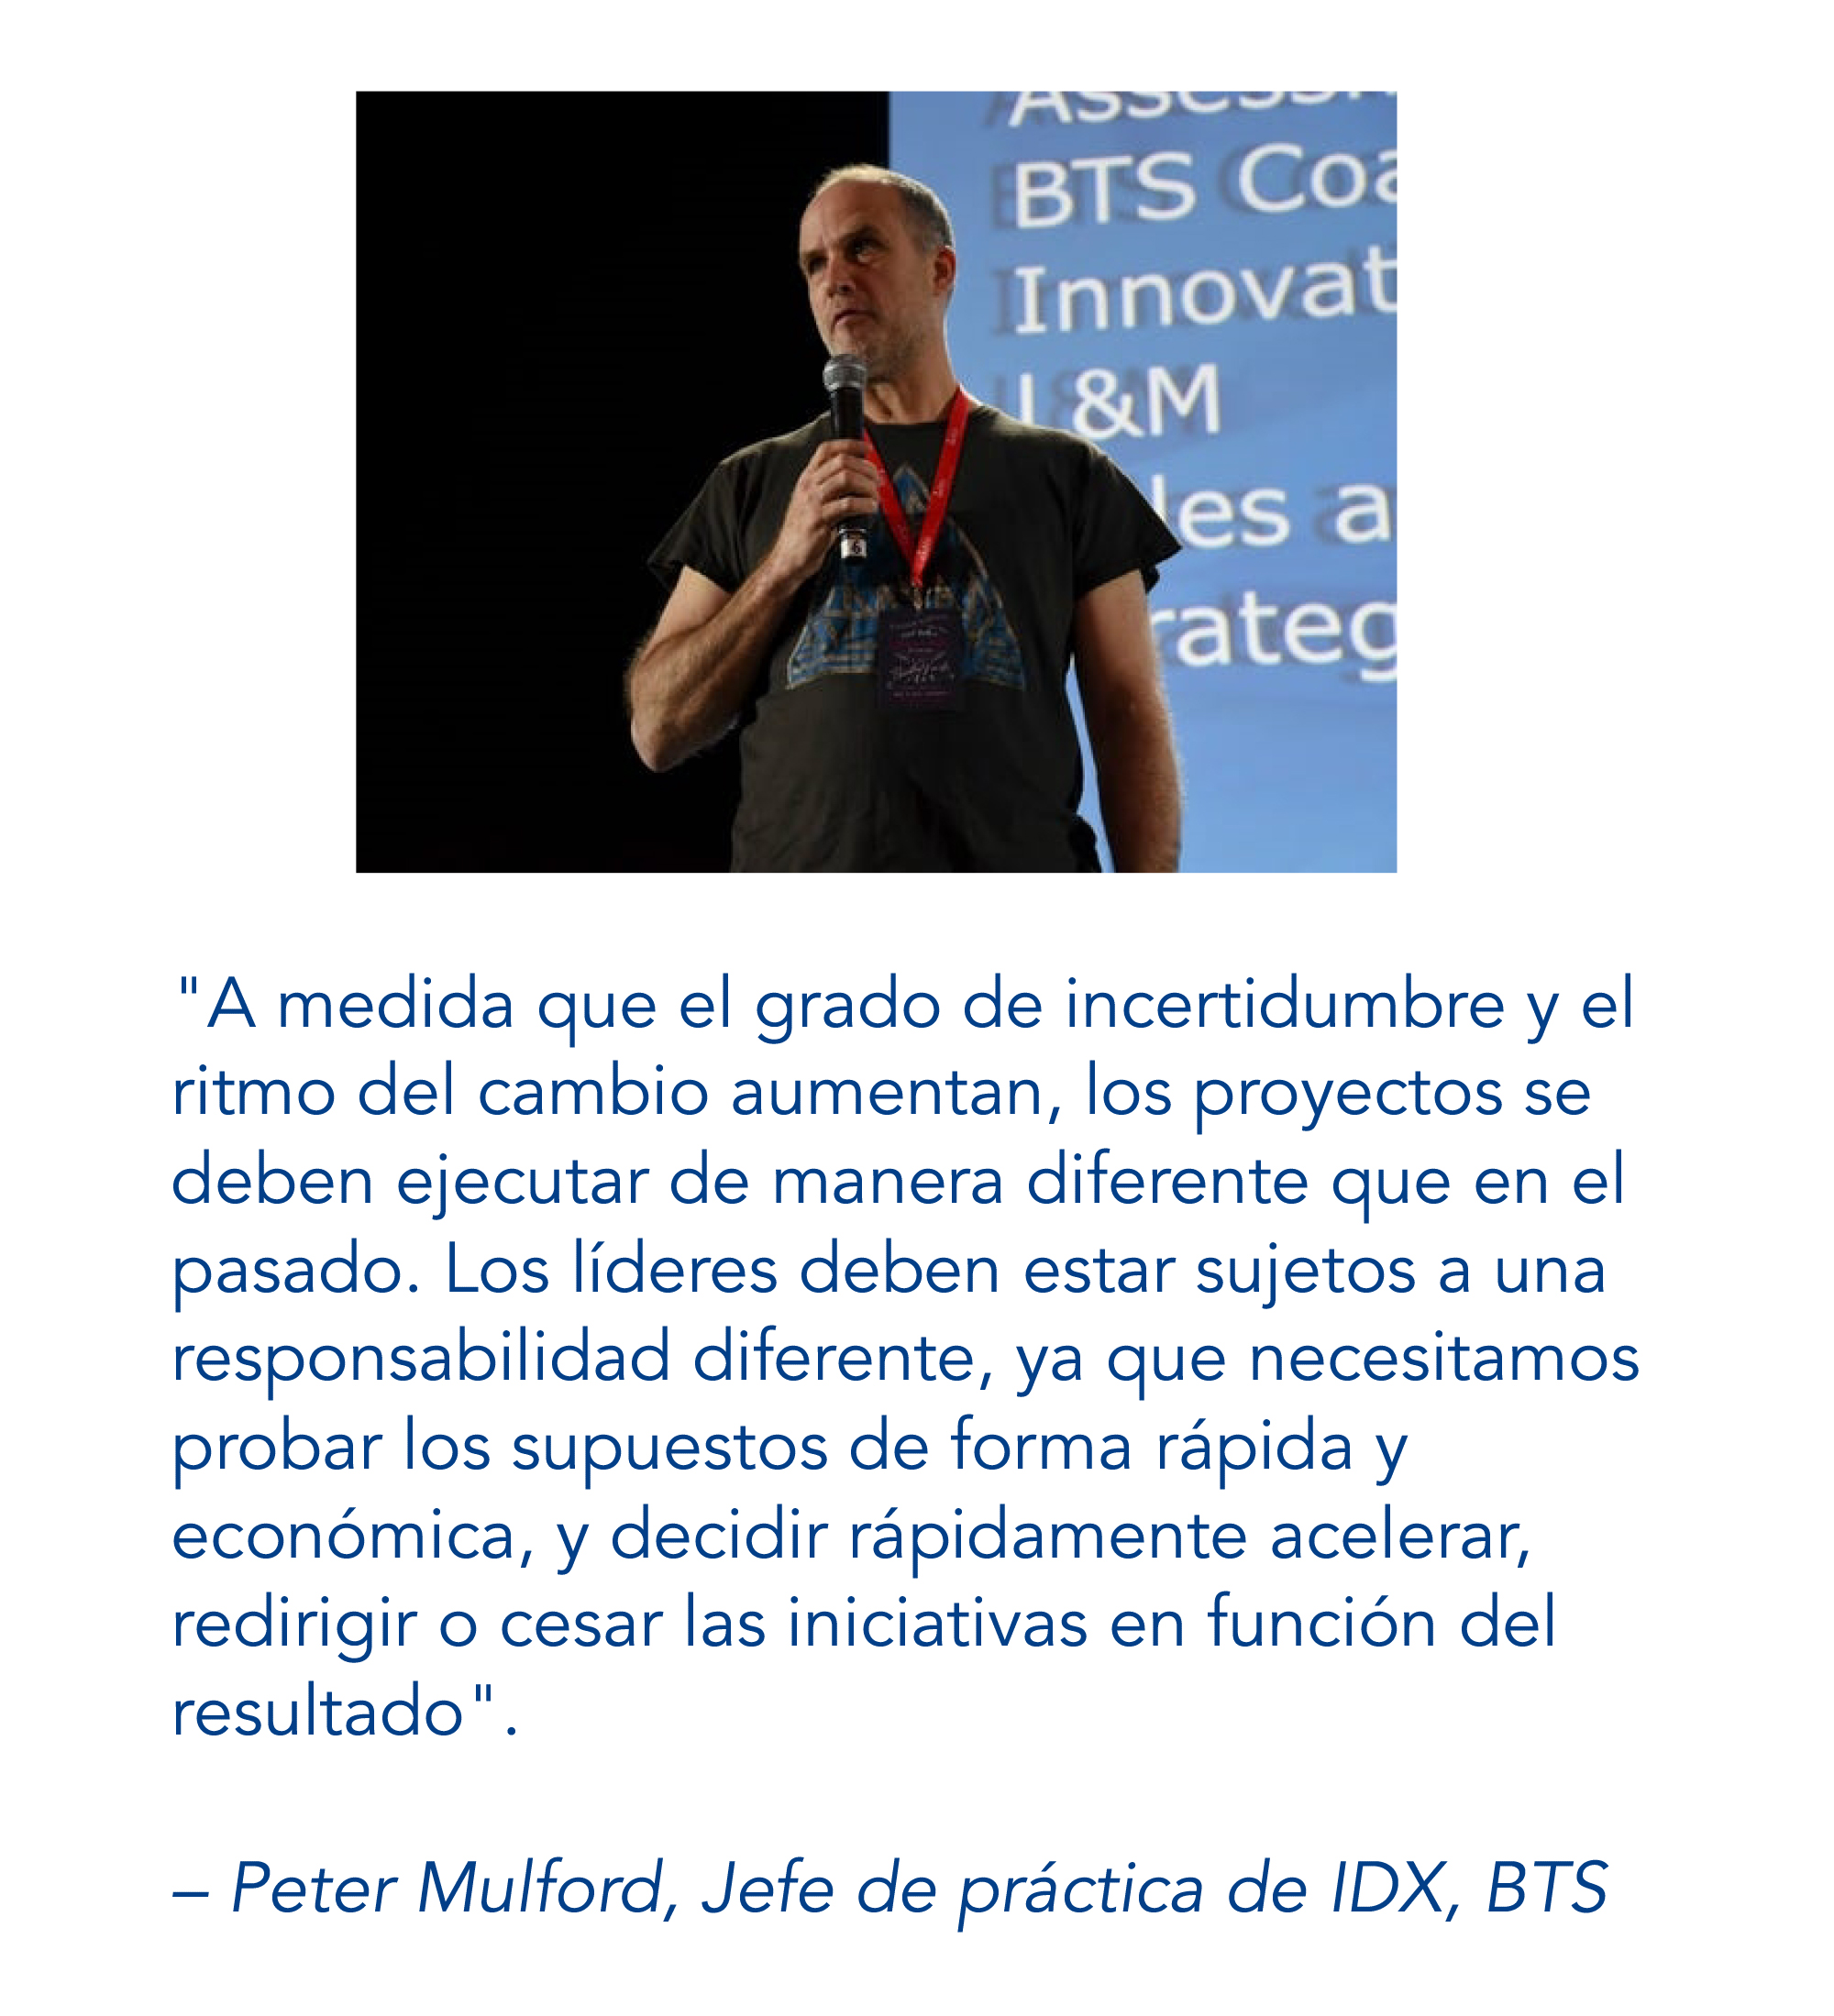 BTS
Innovat
L&M
les a
rateg
6
"A medida que el grado de incertidumbre y el
ritmo del cambio aumentan, los proyectos se
deben ejecutar de manera diferente que en el
pasado. Los líderes deben estar sujetos a una
responsabilidad diferente, ya que necesitamos
probar los supuestos de forma rápida y
económica, y decidir rápidamente acelerar,
redirigir o cesar las iniciativas en función del
resultado".
– Peter Mulford, Jefe de práctica de IDX, BTS